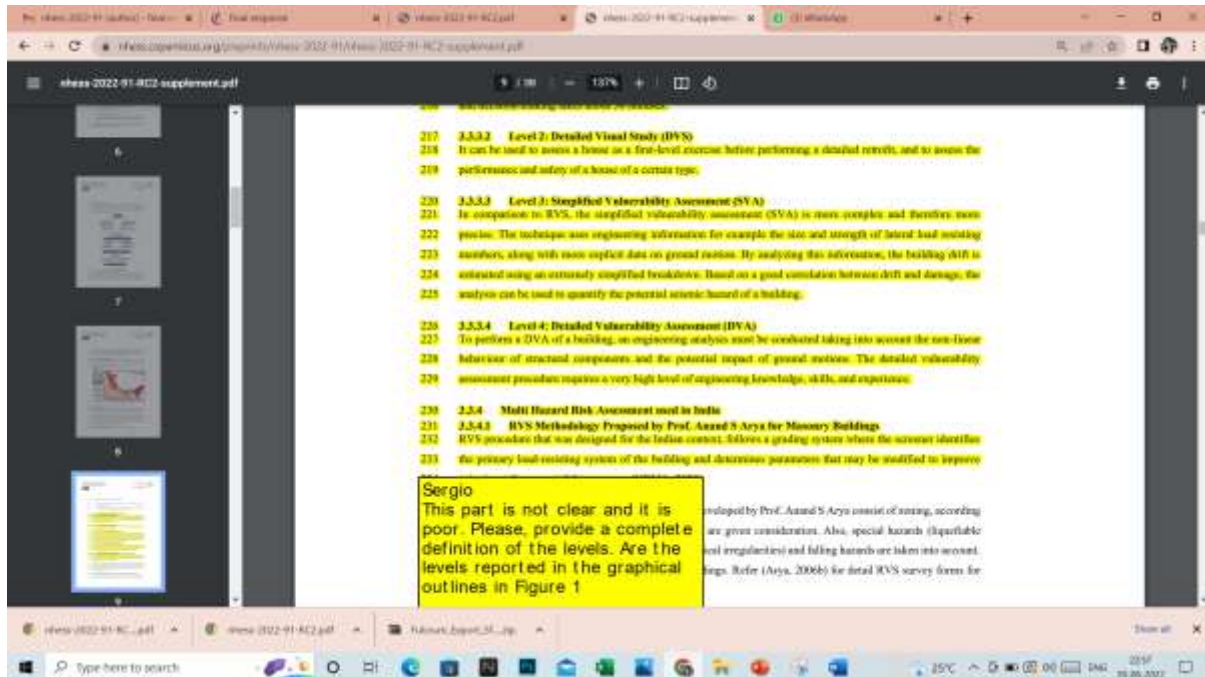 nhess-2022-91-RC2-supplement.pdf
137%
6
7
8
217 3.3.3.2 Level 2: Detailed Visual Study (DVS)
218 It can be used to assess a house as a first-level exercise before performing a detailed retrofit, and to assess the
219 performance and safety of a house of a certain type.
220 3.3.3.3 Level 3: Simplified Vulnerability Assessment (SVA)
221 In comparison to RVS, the simplified vulnerability assessment (SVA) is more complex and therefore more
222 precise. The technique uses engineering information for example the size and strength of lateral load resisting
223 members, along with more explicit data on ground motion. By analyzing this information, the building drift is
224 estimated using an extremely simplified breakdown. Based on a good correlation between drift and damage, the
225 analysis can be used to quantify the potential seismic hazard of a building.
226 3.3.3.4 Level 4: Detailed Vulnerability Assessment (DVA)
227 To perform a DVA of a building, an engineering analysis must be conducted taking into account the non-linear
228 behaviour of structural components and the potential impact of ground motions. The detailed vulnerability
229 assessment procedure requires a very high level of engineering knowledge, skills, and experience.
230 3.3.4 Multi Hazard Risk Assessment used in India
231 3.3.4.1 RVS Methodology Proposed by Prof. Anand S Arya for Masonry Buildings
232 RVS procedure that was designed for the Indian context, follows a grading system where the screener identifies
233 the primary load-resisting system of the building and determines parameters that may be modified to improve
Sergio
This part is not clear and it is
poor. Please, provide a complete
definition of the levels. Are the
levels reported in the graphical
outlines in Figure 1
developed by Prof. Anand S Arya consist of zoning, according
are given consideration. Also, special hazards (liquefiable
irregularities) and falling hazards are taken into account.
Refer (Arya, 2006b) for detail RVS survey forms for
nhess-2022-91-RC2.pdf
Show all
Type here to search
25°C
ENG
22:57